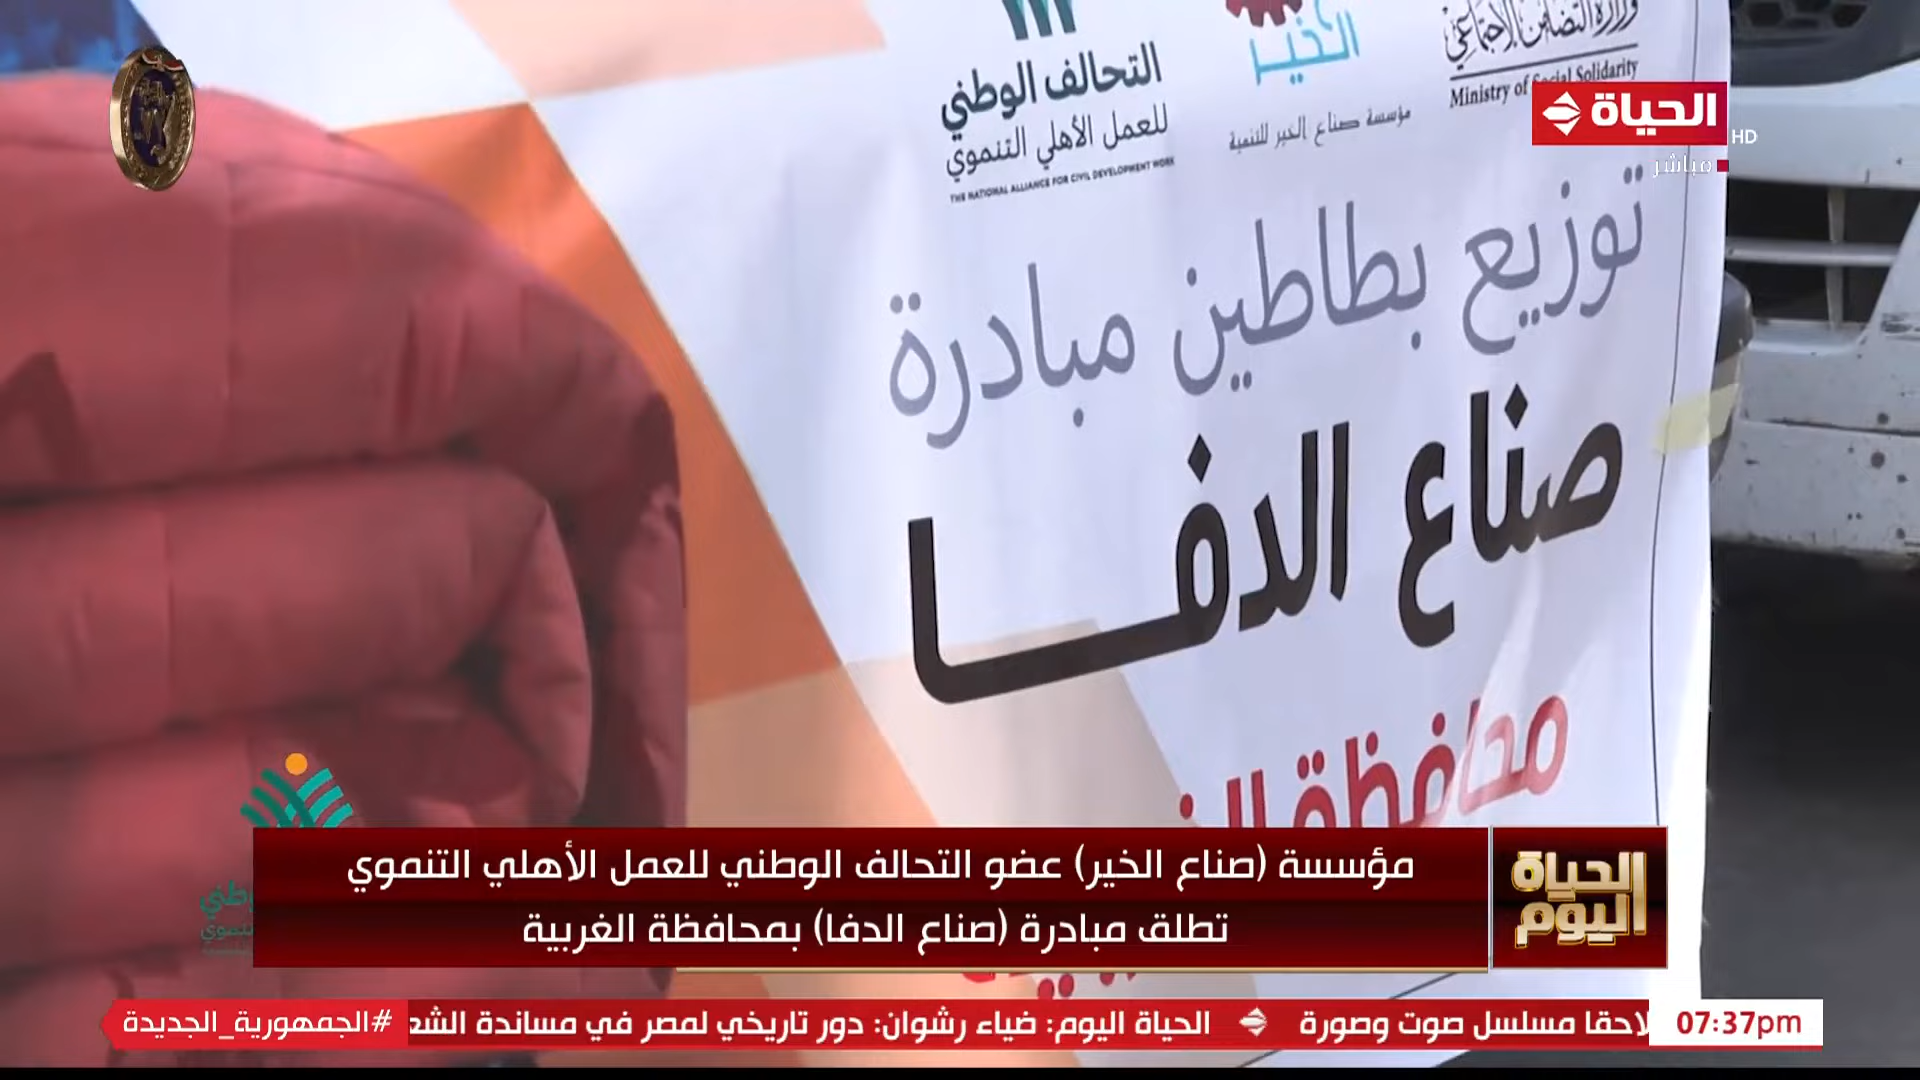 التحالف الوطني
للعمل الأهلي التنموي
THE NATIONAL ALLIANCE FOR CIVIL DEVELOPMENT WORK
الخير
مؤسسة صناع الخير للتنمية
وزارة التضامن الاجتماعي
Ministry of Social Solidarity
الحياة
HD
مباشر
توزيع بطاطين مبادرة
صناع الدفا
محافظة
مؤسسة (صناع الخير) عضو التحالف الوطني للعمل الأهلي التنموي
تطلق مبادرة (صناع الدفا) بمحافظة الغربية
الحياة
اليوم
07:37pm
لاحقا مسلسل صوت وصورة
الحياة اليوم: ضياء رشوان: دور تاريخي لمصر في مساندة
#الجمهورية_الجديدة